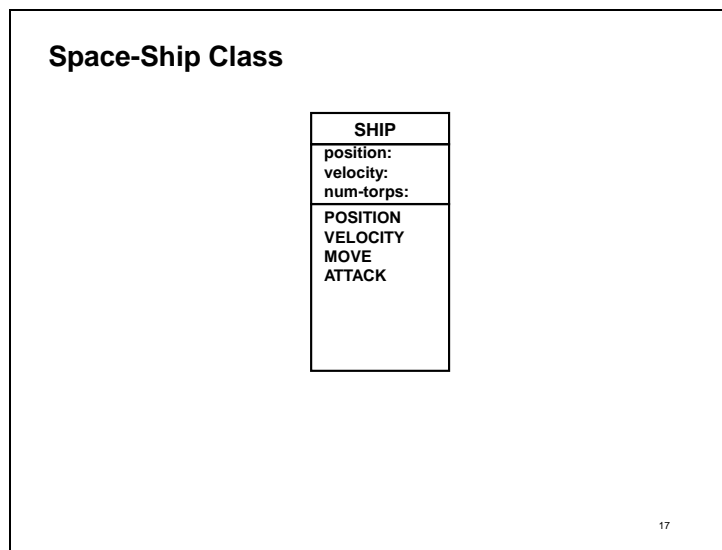 Space-Ship Class
SHIP
position:
velocity:
num-torps:
POSITION
VELOCITY
MOVE
ATTACK
17